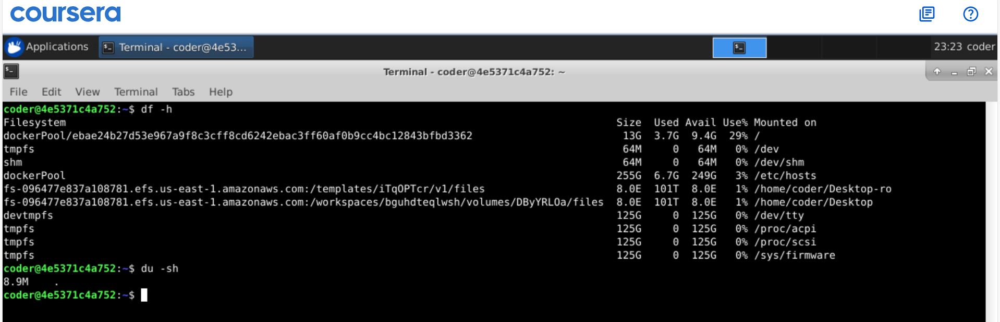 coursera
Applications
Terminal - coder@4e53...
23:23 coder
Terminal - coder@4e5371c4a752: ~
File Edit View Terminal Tabs Help
coder@4e5371c4a752:~$ df -h
Filesystem Size Used Avail Use% Mounted on
dockerPool/ebae24b27d53e967a9f8c3cff8cd6242ebac3ff60af0b9cc4bc12843bfbd3362 13G 3.7G 9.4G 29% /
tmpfs 64M 0 64M 0% /dev
shm 64M 0 64M 0% /dev/shm
dockerPool 255G 6.7G 249G 3% /etc/hosts
fs-096477e837a108781.efs.us-east-1.amazonaws.com:/templates/iTqOPTcr/v1/files 8.0E 101T 8.0E 1% /home/coder/Desktop-ro
fs-096477e837a108781.efs.us-east-1.amazonaws.com:/workspaces/bguhdteqlwsh/volumes/DByYRLOa/files 8.0E 101T 8.0E 1% /home/coder/Desktop
devtmpfs 125G 0 125G 0% /dev/tty
tmpfs 125G 0 125G 0% /proc/acpi
tmpfs 125G 0 125G 0% /proc/scsi
tmpfs 125G 0 125G 0% /sys/firmware
coder@4e5371c4a752:~$ du -sh
8.9M .
coder@4e5371c4a752:~$